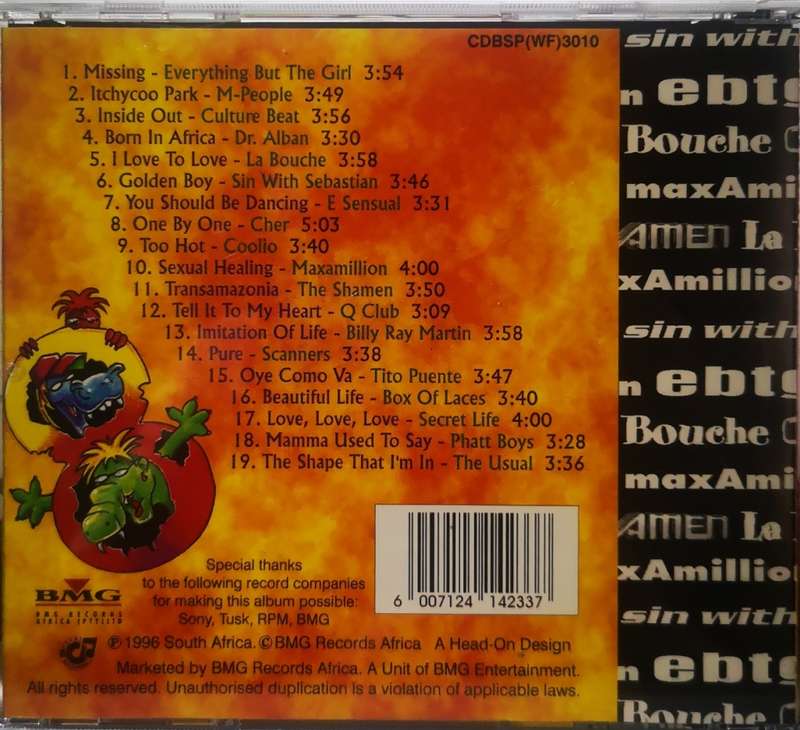 CDBSP(WF)3010
1. Missing - Everything But The Girl 3:54
2. Itchycoo Park - M-People 3:49
3. Inside Out - Culture Beat 3:56
4. Born In Africa - Dr. Alban 3:30
5. I Love To Love - La Bouche 3:58
6. Golden Boy - Sin With Sebastian 3:46
7. You Should Be Dancing - E Sensual 3:31
8. One By One - Cher 5:03
9. Too Hot - Coolio 3:40
10. Sexual Healing - Maxamillion 4:00
11. Transamazonia - The Shamen 3:50
12. Tell It To My Heart - Q Club 3:09
13. Imitation Of Life - Billy Ray Martin 3:58
14. Pure - Scanners 3:38
15. Oye Como Va - Tito Puente 3:47
16. Beautiful Life - Box Of Laces 3:40
17. Love, Love, Love - Secret Life 4:00
18. Mamma Used To Say - Phatt Boys 3:28
19. The Shape That I'm In - The Usual 3:36
Special thanks
to the following record companies
for making this album possible:
Sony, Tusk, RPM, BMG
BMG
BMG RECORDS
AFRICA (PTY) LTD
6 007124 142337
℗ 1996 South Africa. © BMG Records Africa A Head-On Design
Marketed by BMG Records Africa. A Unit of BMG Entertainment.
All rights reserved. Unauthorised duplication is a violation of applicable laws.
sin with
n ebtg
Bouche C
maxAmi
AMEN La
xAmillio
sin with
n ebtg
Bouche C
maxAmi
AMEN La
xAmillio
sin with
n ebtg
Bouche